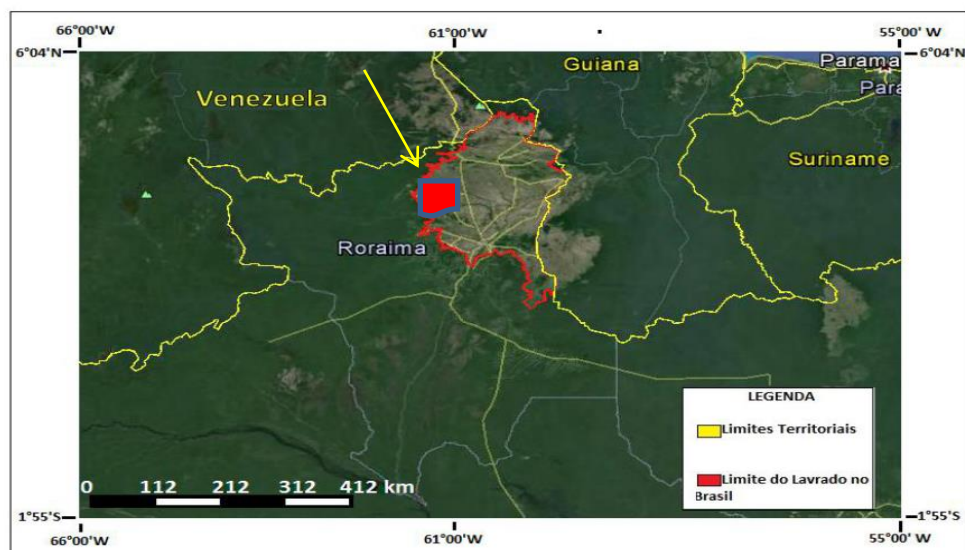 66°00'W
61°00'W
55°00' W
6°04'N
6°04'N
Guiana
Parama
Para
Venezuela
Suriname
Roraima
LEGENDA
Limites Territoriais
Limite do Lavrado no
Brasil
0 112 212 312 412 km
1°55'S
1°55'S
66°00'W
61°00'W
55°00'W